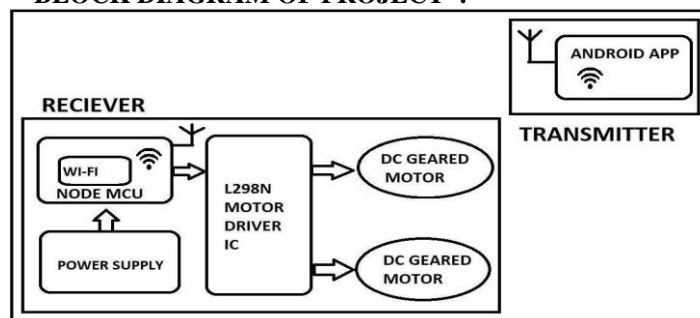 BLOCK DIAGRAM OF PROJECT :
ANDROID APP
RECIEVER
TRANSMITTER
WI-FI
NODE MCU
POWER SUPPLY
L298N
MOTOR
DRIVER
IC
DC GEARED
MOTOR
DC GEARED
MOTOR